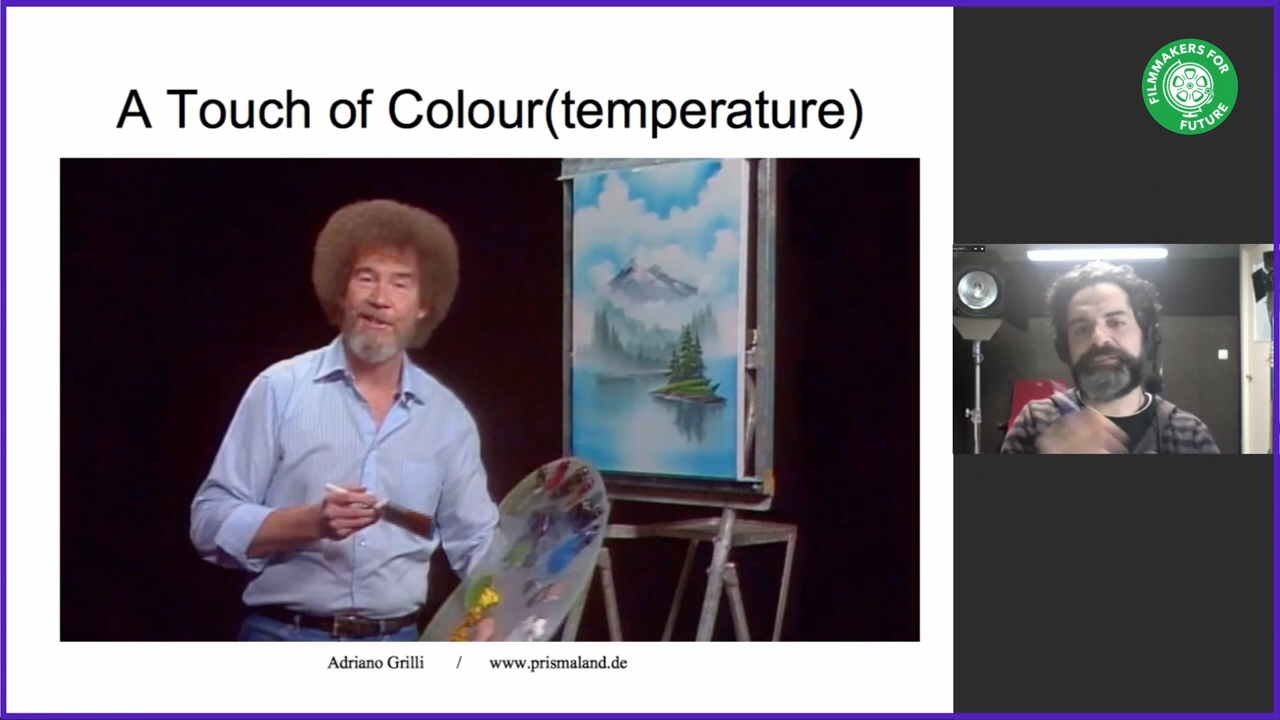 A Touch of Colour(temperature)
Adriano Grilli / www.prismaland.de
FILMMAKERS FOR
FUTURE